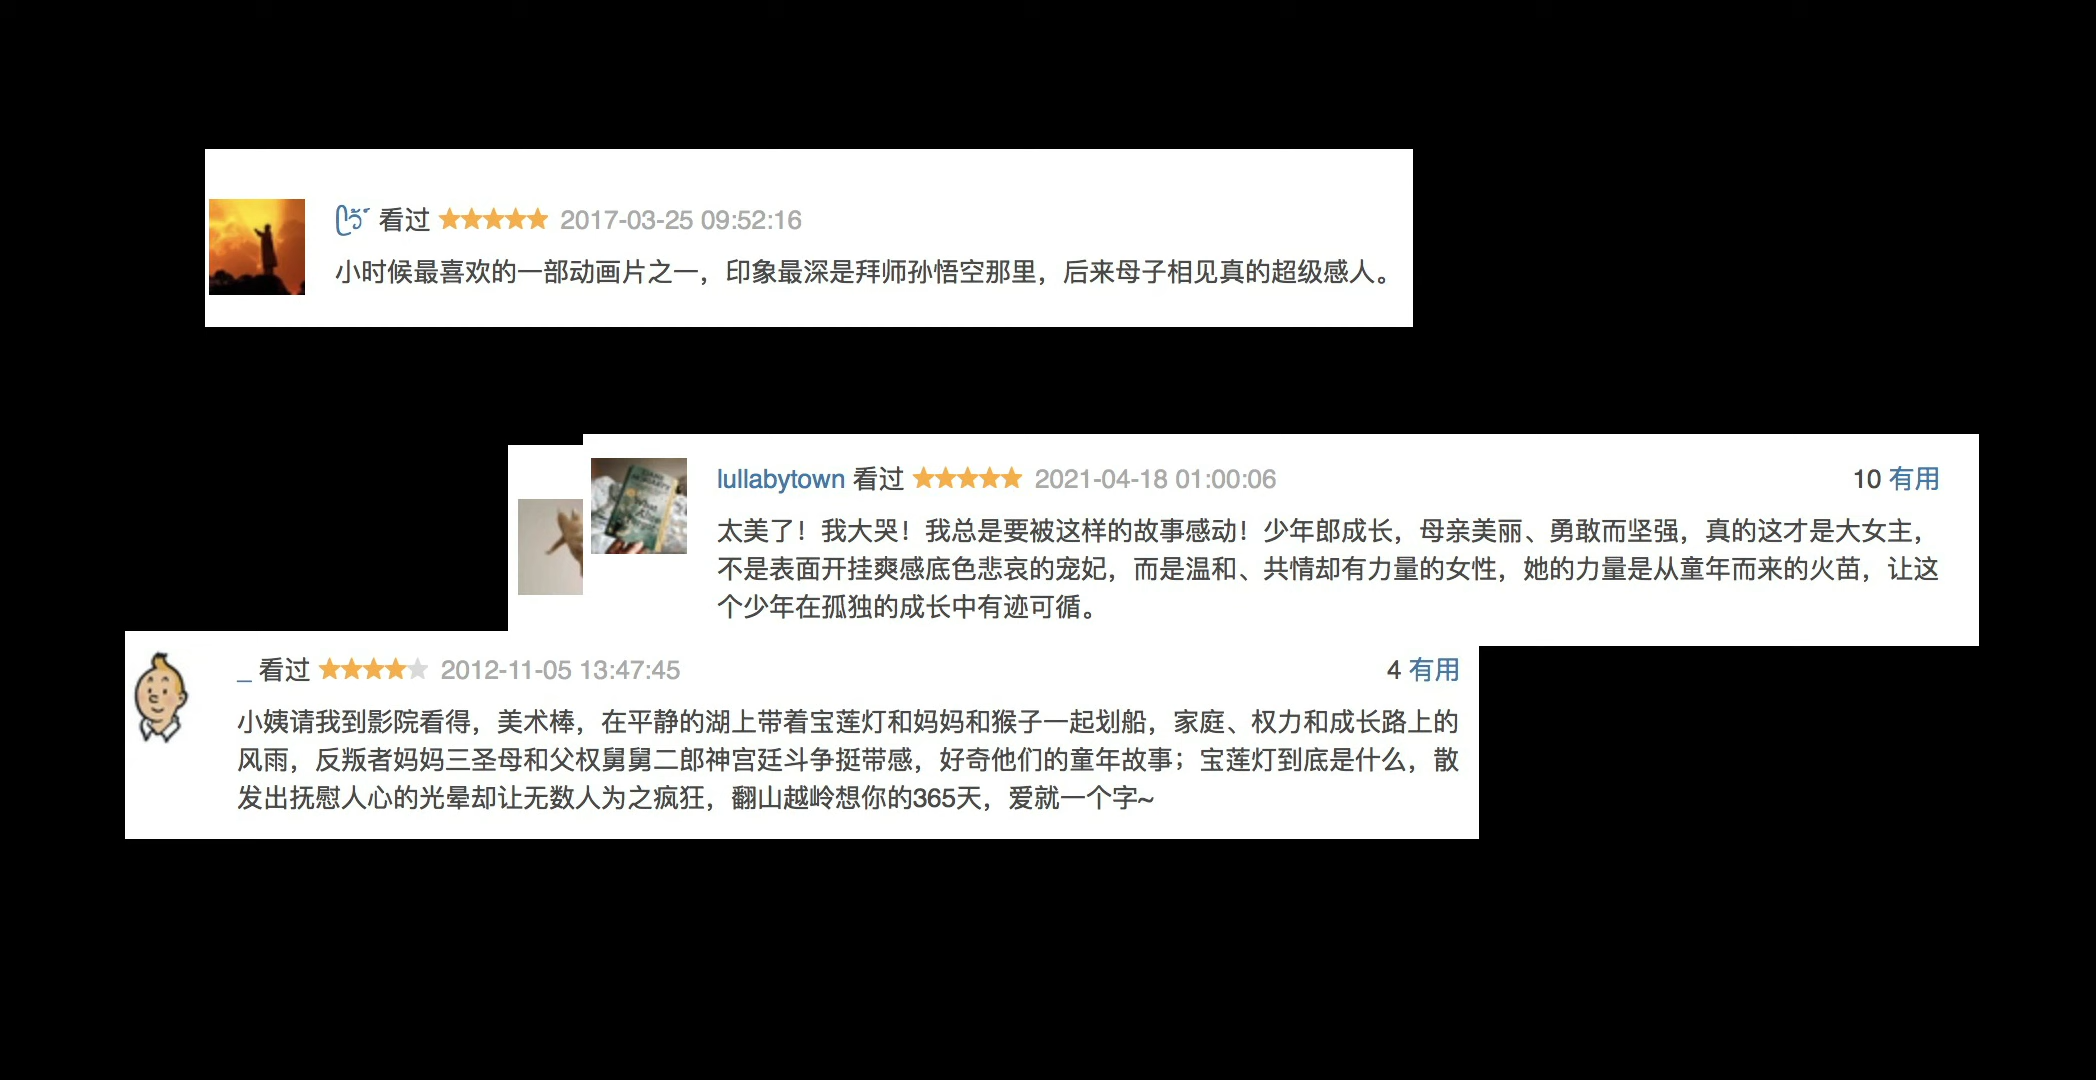 看过 2017-03-25 09:52:16
小时候最喜欢的一部动画片之一，印象最深是拜师孙悟空那里，后来母子相见真的超级感人。
lullabytown 看过 2021-04-18 01:00:06 10 有用
太美了！我大哭！我总是要被这样的故事感动！少年郎成长，母亲美丽、勇敢而坚强，真的这才是大女主，
不是表面开挂爽感底色悲哀的宠妃，而是温和、共情却有力量的女性，她的力量是从童年而来的火苗，让这
个少年在孤独的成长中有迹可循。
_ 看过 2012-11-05 13:47:45 4 有用
小姨请我到影院看得，美术棒，在平静的湖上带着宝莲灯和妈妈和猴子一起划船，家庭、权力和成长路上的
风雨，反叛者妈妈三圣母和父权舅舅二郎神宫廷斗争挺带感，好奇他们的童年故事；宝莲灯到底是什么，散
发出抚慰人心的光晕却让无数人为之疯狂，翻山越岭想你的365天，爱就一个字~